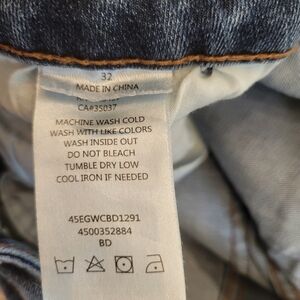 32
MADE IN CHINA
CA#35037
MACHINE WASH COLD
WASH WITH LIKE COLORS
WASH INSIDE OUT
DO NOT BLEACH
TUMBLE DRY LOW
COOL IRON IF NEEDED
45EGWCBD1291
4500352884
BD